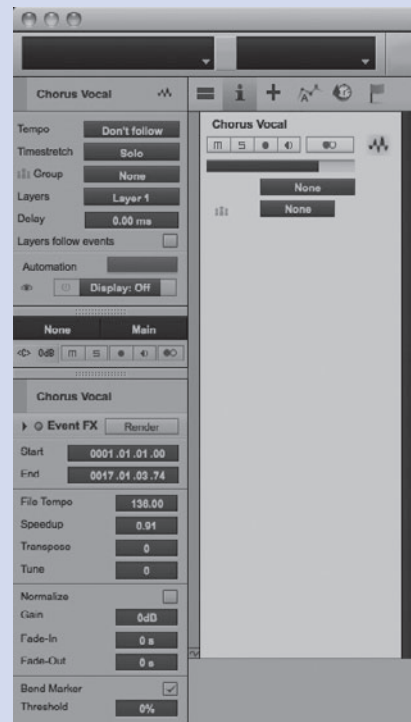 Chorus Vocal
Tempo Don't follow
Timestretch Solo
Group None
Layers Layer 1
Delay 0.00 ms
Layers follow events
Automation
Display: Off
None Main
<C> 0dB m S
Chorus Vocal
Event FX Render
Start 0001.01.01.00
End 0017.01.03.74
File Tempo 136.00
Speedup 0.91
Transpose 0
Tune 0
Normalize
Gain 0dB
Fade-In 0 s
Fade-Out 0 s
Bend Marker
Threshold 0%
Chorus Vocal
m S
None
None